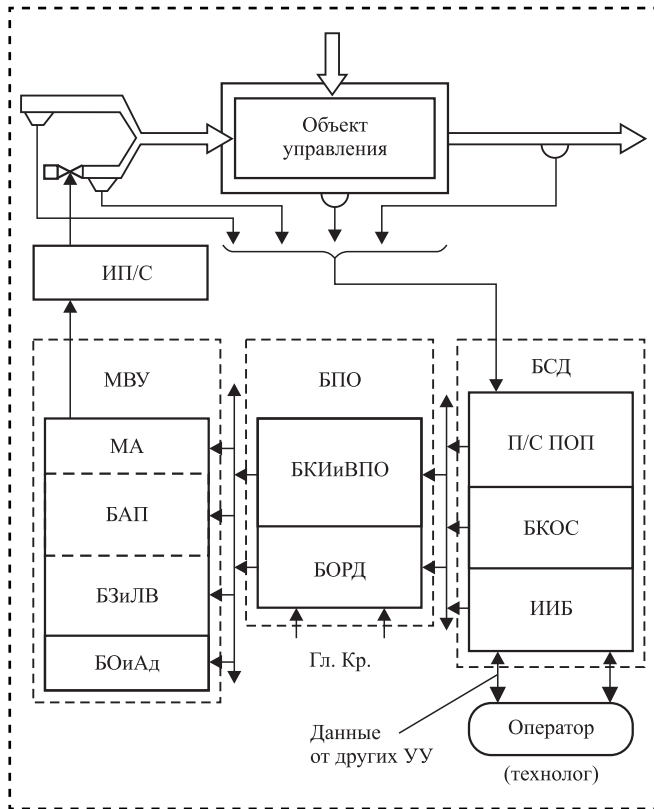 Объект
управления
ИП/С
МВУ
БПО
БСД
МА
БАП
БЗиЛВ
БОиАд
БКИиВПО
БОРД
П/С ПОП
БКОС
ИИБ
Гл. Кр.
Данные
от других УУ
Оператор
(технолог)